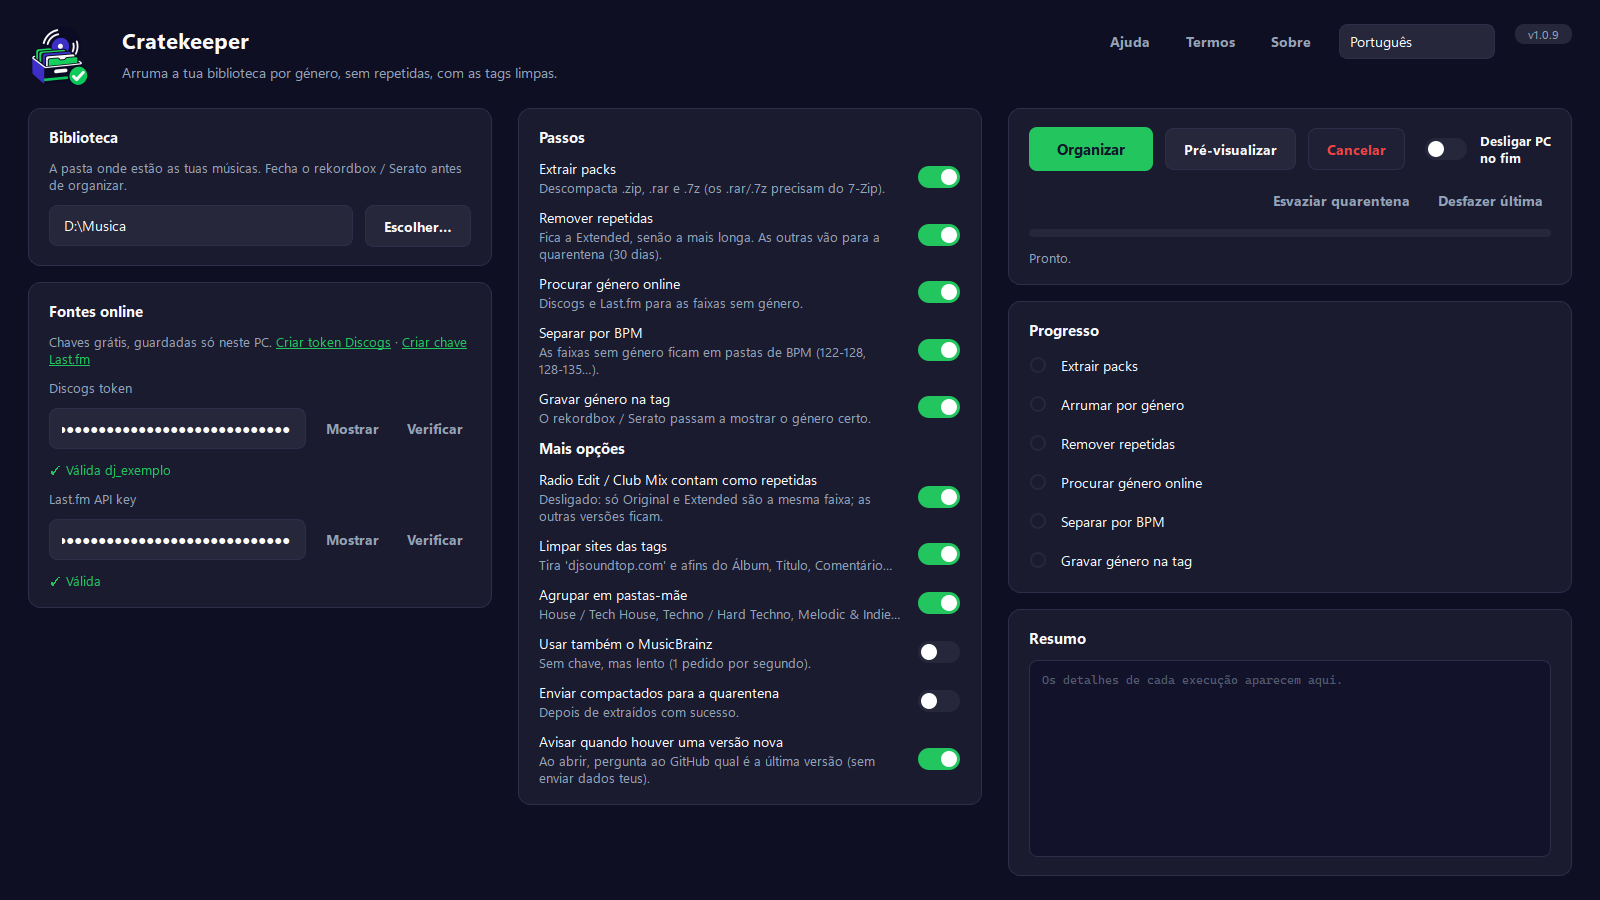 Cratekeeper
Arruma a tua biblioteca por género, sem repetidas, com as tags limpas.
Ajuda
Termos
Sobre
Português
v1.0.9
Biblioteca
A pasta onde estão as tuas músicas. Fecha o rekordbox / Serato antes
de organizar.
D:\Musica
Escolher...
Fontes online
Chaves grátis, guardadas só neste PC. Criar token Discogs · Criar chave
Last.fm
Discogs token
Mostrar
Verificar
✓ Válida dj_exemplo
Last.fm API key
Mostrar
Verificar
✓ Válida
Passos
Extrair packs
Descompacta .zip, .rar e .7z (os .rar/.7z precisam do 7-Zip).
Remover repetidas
Fica a Extended, senão a mais longa. As outras vão para a
quarentena (30 dias).
Procurar género online
Discogs e Last.fm para as faixas sem género.
Separar por BPM
As faixas sem género ficam em pastas de BPM (122-128,
128-135...).
Gravar género na tag
O rekordbox / Serato passam a mostrar o género certo.
Mais opções
Radio Edit / Club Mix contam como repetidas
Desligado: só Original e Extended são a mesma faixa; as
outras versões ficam.
Limpar sites das tags
Tira 'djsoundtop.com' e afins do Álbum, Título, Comentário...
Agrupar em pastas-mãe
House / Tech House, Techno / Hard Techno, Melodic & Indie...
Usar também o MusicBrainz
Sem chave, mas lento (1 pedido por segundo).
Enviar compactados para a quarentena
Depois de extraídos com sucesso.
Avisar quando houver uma versão nova
Ao abrir, pergunta ao GitHub qual é a última versão (sem
enviar dados teus).
Organizar
Pré-visualizar
Cancelar
Desligar PC
no fim
Esvaziar quarentena
Desfazer última
Pronto.
Progresso
Extrair packs
Arrumar por género
Remover repetidas
Procurar género online
Separar por BPM
Gravar género na tag
Resumo
Os detalhes de cada execução aparecem aqui.